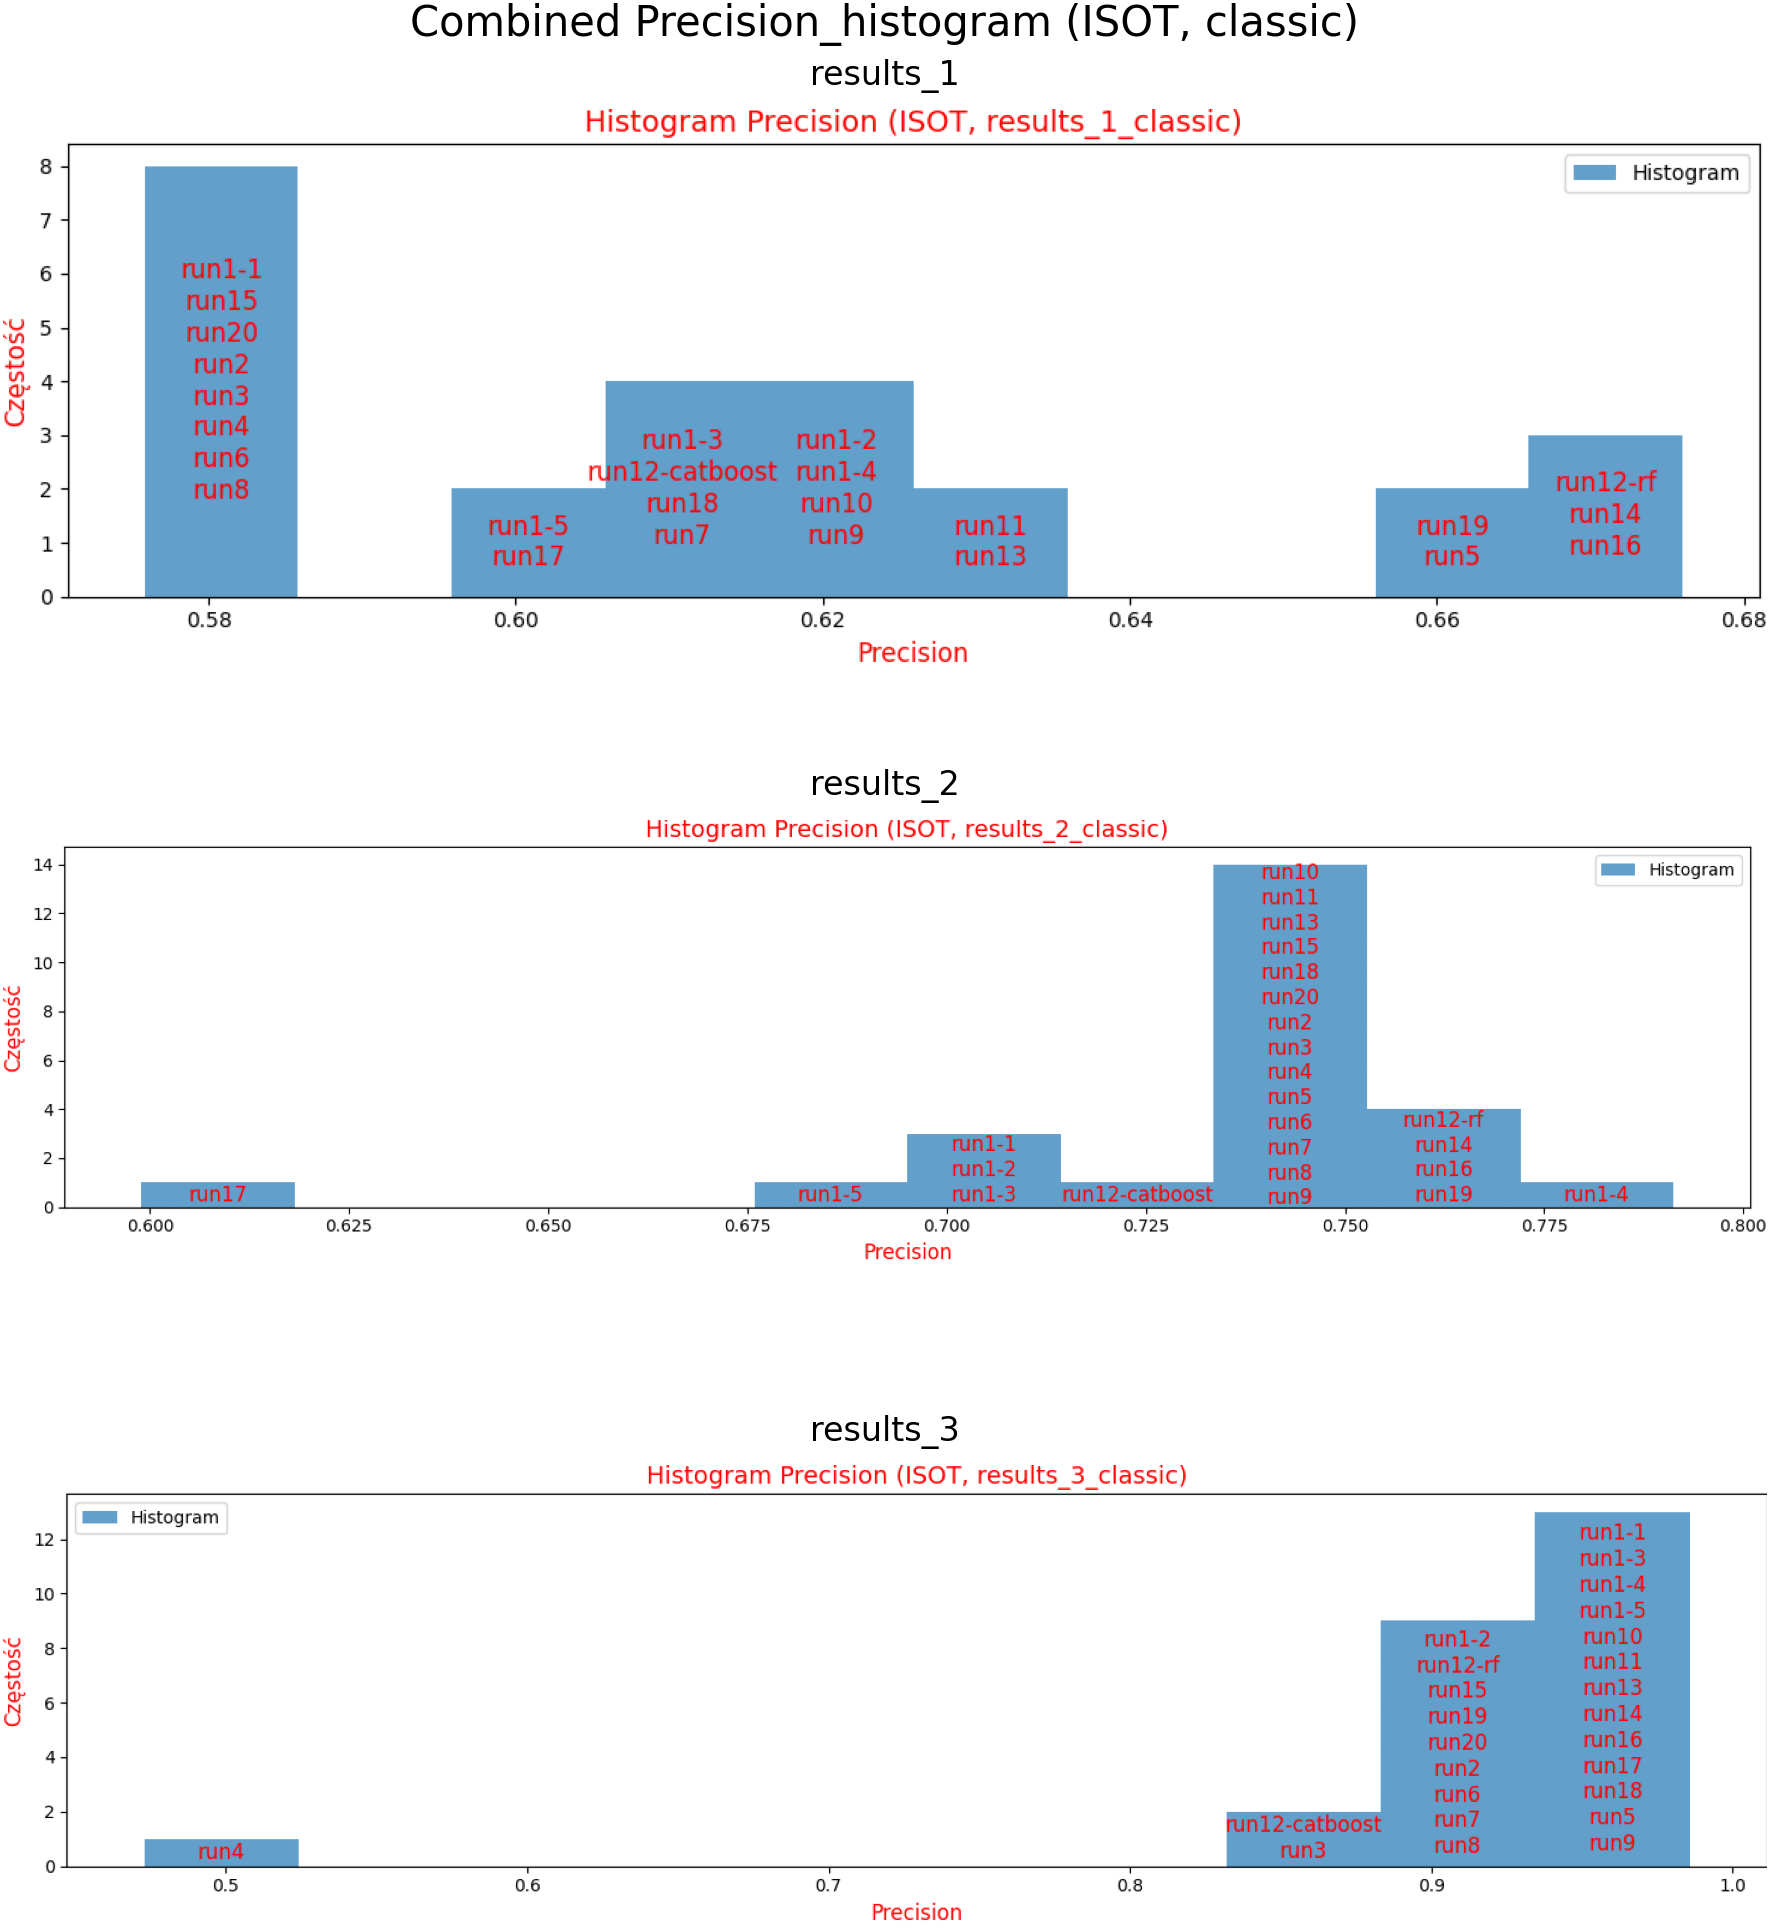 Combined Precision_histogram (ISOT, classic)
results_1
Histogram Precision (ISOT, results_1_classic)
Histogram
Częstość
8
7
6
5
4
3
2
1
0
run1-1
run15
run20
run2
run3
run4
run6
run8
run1-5
run17
run1-3
run12-catboost
run18
run7
run1-2
run1-4
run10
run9
run11
run13
run19
run5
run12-rf
run14
run16
0.58 0.60 0.62 0.64 0.66 0.68
Precision
results_2
Histogram Precision (ISOT, results_2_classic)
Histogram
Częstość
14
12
10
8
6
4
2
0
run17
run1-5
run1-1
run1-2
run1-3
run12-catboost
run10
run11
run13
run15
run18
run20
run2
run3
run4
run5
run6
run7
run8
run9
run12-rf
run14
run16
run19
run1-4
0.600 0.625 0.650 0.675 0.700 0.725 0.750 0.775 0.800
Precision
results_3
Histogram Precision (ISOT, results_3_classic)
Histogram
Częstość
12
10
8
6
4
2
0
run4
run12-catboost
run3
run1-2
run12-rf
run15
run19
run20
run2
run6
run7
run8
run1-1
run1-3
run1-4
run1-5
run10
run11
run13
run14
run16
run17
run18
run5
run9
0.5 0.6 0.7 0.8 0.9 1.0
Precision